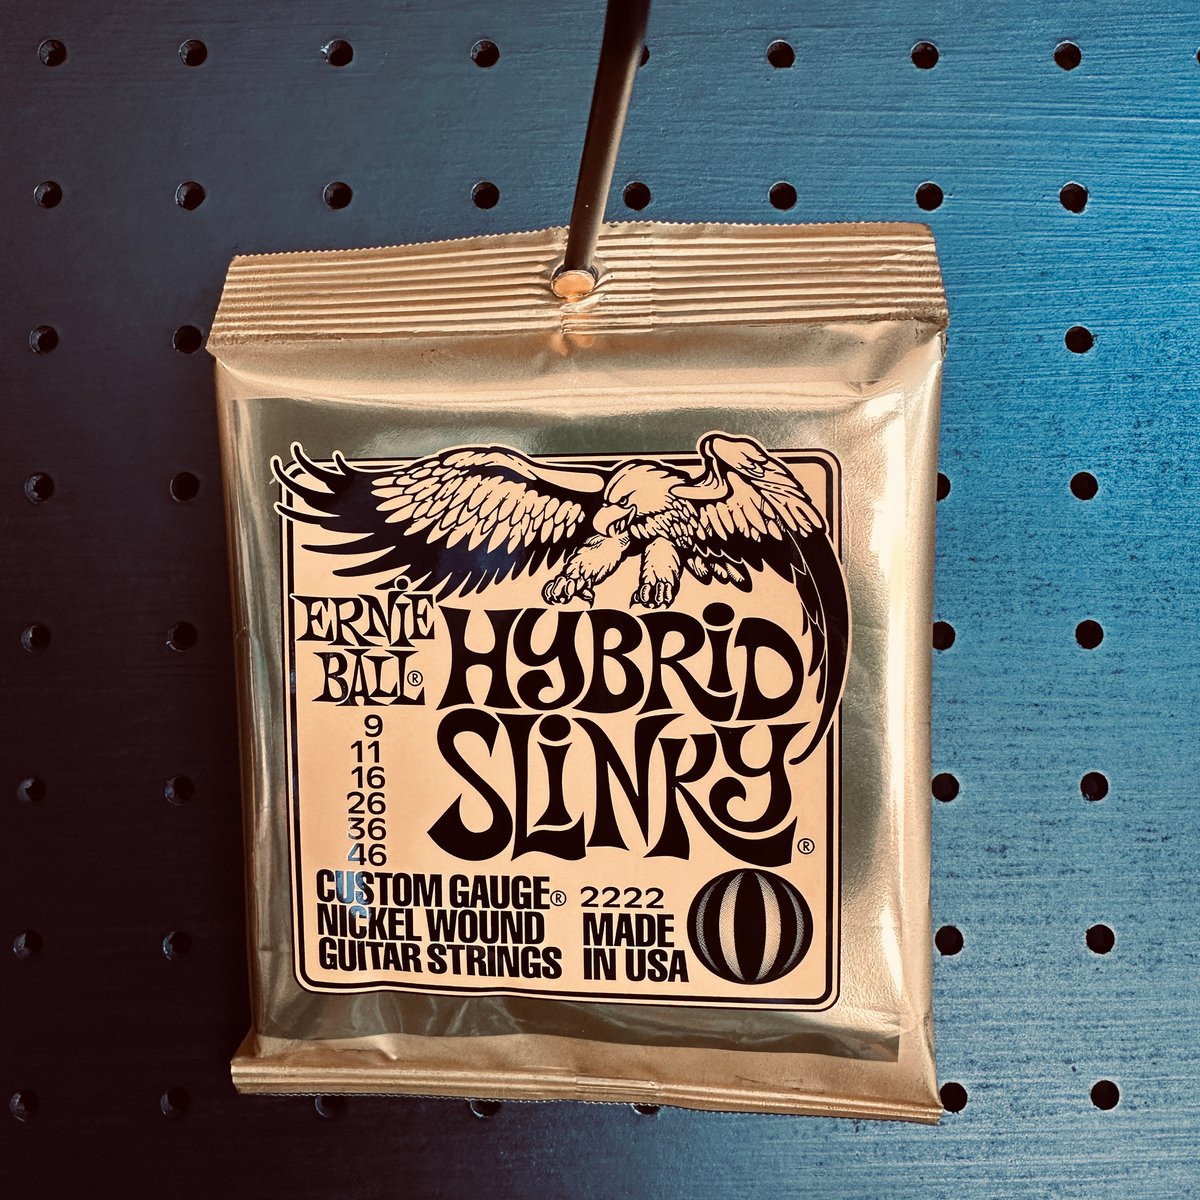 ERNIE
BALL®
HYBRID
SLINKY®
9
11
16
26
36
46
CUSTOM GAUGE®
NICKEL WOUND
GUITAR STRINGS
2222
MADE
IN USA